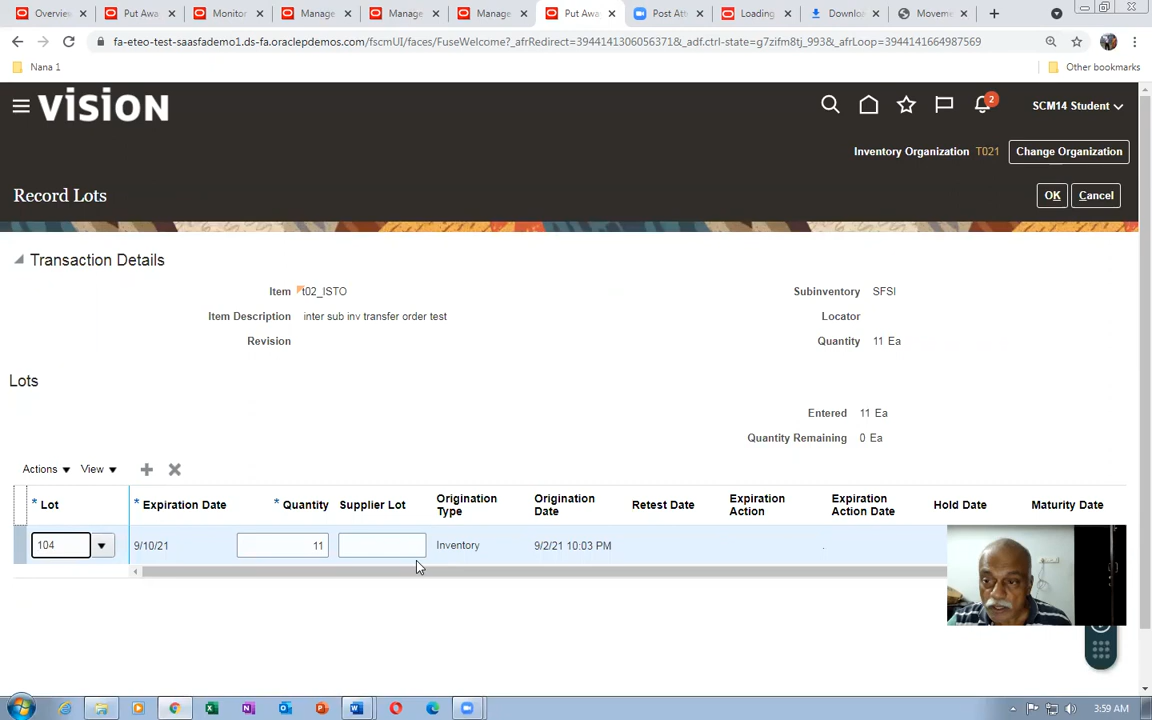 Overvie
Put Awa
Monitor
Manage
Manage
Manage
Put Awa
Post Att
Loading
Downlo
Movem
fa-eteo-test-saasfademo1.ds-fa.oraclepdemos.com/fscmUI/faces/FuseWelcome?_afrRedirect=3944141306056371&_adf.ctrl-state=g7zifm8tj_993&_afrLoop=3944141664987569
Nana 1
Other bookmarks
vision
2
SCM14 Student
Inventory Organization T021 Change Organization
Record Lots
OK Cancel
Transaction Details
Item t02_ISTO
Item Description inter sub inv transfer order test
Revision
Subinventory SFSI
Locator
Quantity 11 Ea
Lots
Entered 11 Ea
Quantity Remaining 0 Ea
Actions View
* Lot * Expiration Date * Quantity Supplier Lot Origination Type Origination Date Retest Date Expiration Action Expiration Action Date Hold Date Maturity Date
104 9/10/21 11 Inventory 9/2/21 10:03 PM
3:59 AM